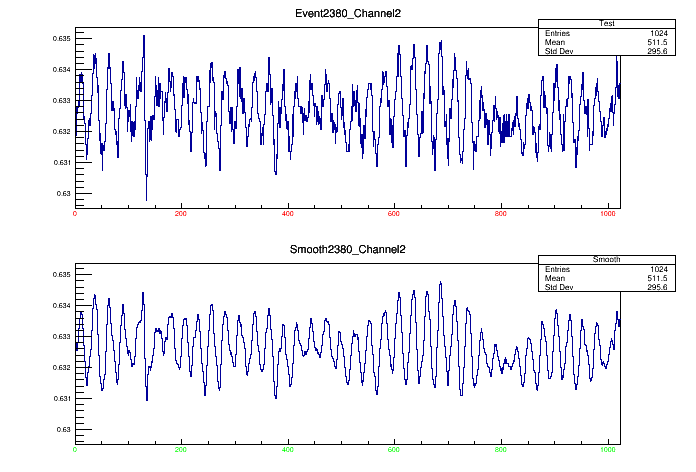 Event2380_Channel2
Test
Entries 1024
Mean 511.5
Std Dev 295.6
0.635
0.634
0.633
0.632
0.631
0.63
0 200 400 600 800 1000
Smooth2380_Channel2
Smooth
Entries 1024
Mean 511.5
Std Dev 295.6
0.635
0.634
0.633
0.632
0.631
0.63
0 200 400 600 800 1000